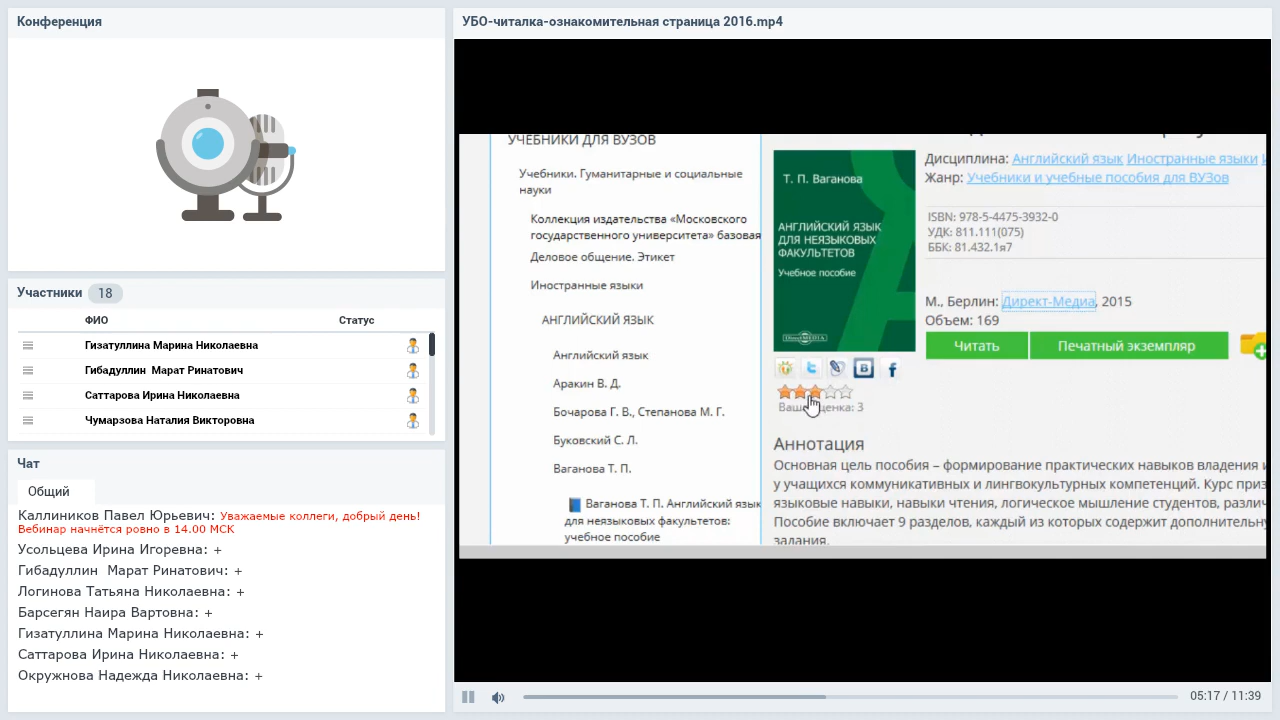 Конференция
Участники 18
ФИО Статус
Гизатуллина Марина Николаевна
Гибадуллин Марат Ринатович
Саттарова Ирина Николаевна
Чумарзова Наталия Викторовна
Чат
Общий
Каллиников Павел Юрьевич: Уважаемые коллеги, добрый день!
Вебинар начнётся ровно в 14.00 МСК
Усольцева Ирина Игоревна: +
Гибадуллин Марат Ринатович: +
Логинова Татьяна Николаевна: +
Барсегян Наира Вартовна: +
Гизатуллина Марина Николаевна: +
Саттарова Ирина Николаевна: +
Окружнова Надежда Николаевна: +
УБО-читалка-ознакомительная страница 2016.mp4
УЧЕБНИКИ ДЛЯ ВУЗОВ
Учебники. Гуманитарные и социальные
науки
Коллекция издательства «Московского
государственного университета» базовая
Деловое общение. Этикет
Иностранные языки
АНГЛИЙСКИЙ ЯЗЫК
Английский язык
Аракин В. Д.
Бочарова Г. В., Степанова М. Г.
Буковский С. Л.
Ваганова Т. П.
Ваганова Т. П. Английский язык
для неязыковых факультетов:
учебное пособие
Т. П. Ваганова
АНГЛИЙСКИЙ ЯЗЫК
ДЛЯ НЕЯЗЫКОВЫХ
ФАКУЛЬТЕТОВ
Учебное пособие
DirectMEDIA
Дисциплина: Английский язык Иностранные языки
Жанр: Учебники и учебные пособия для ВУЗов
ISBN: 978-5-4475-3932-0
УДК: 811.111(075)
ББК: 81.432.1я7
М., Берлин: Директ-Медиа, 2015
Объем: 169
Читать Печатный экземпляр
Ваша оценка: 3
Аннотация
Основная цель пособия – формирование практических навыков владения и
у учащихся коммуникативных и лингвокультурных компетенций. Курс приз
языковые навыки, навыки чтения, логическое мышление студентов, разли
Пособие включает 9 разделов, каждый из которых содержит дополнительну
задания.
05:17 / 11:39